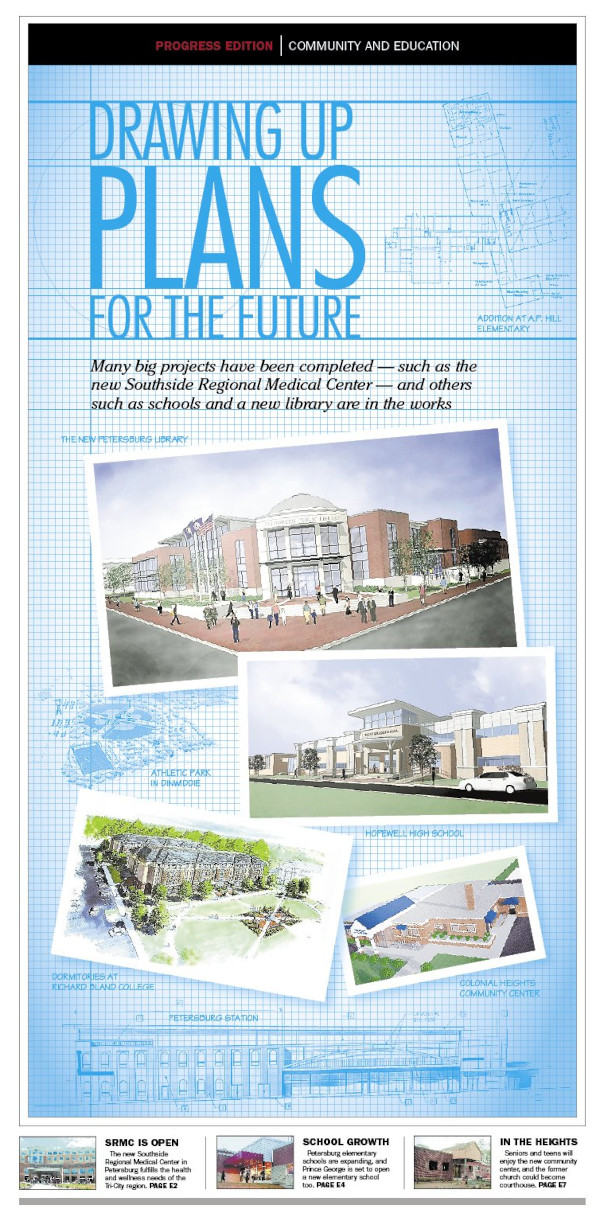 PROGRESS EDITION | COMMUNITY AND EDUCATION
DRAWING UP
PLANS
FOR THE FUTURE
ADDITION AT A.P. HILL
ELEMENTARY
Many big projects have been completed — such as the
new Southside Regional Medical Center — and others
such as schools and a new library are in the works
THE NEW PETERSBURG LIBRARY
ATHLETIC PARK
IN DINWIDDIE
HOPEWELL HIGH SCHOOL
DORMITORIES AT
RICHARD BLAND COLLEGE
COLONIAL HEIGHTS
COMMUNITY CENTER
PETERSBURG STATION
SRMC IS OPEN
The new Southside
Regional Medical Center in
Petersburg fulfills the health
and wellness needs of the
Tri-City region. PAGE E2
SCHOOL GROWTH
Petersburg elementary
schools are expanding, and
Prince George is set to open
a new elementary school
too. PAGE E4
IN THE HEIGHTS
Seniors and teens will
enjoy the new community
center, and the former
church could become
courthouse. PAGE E7